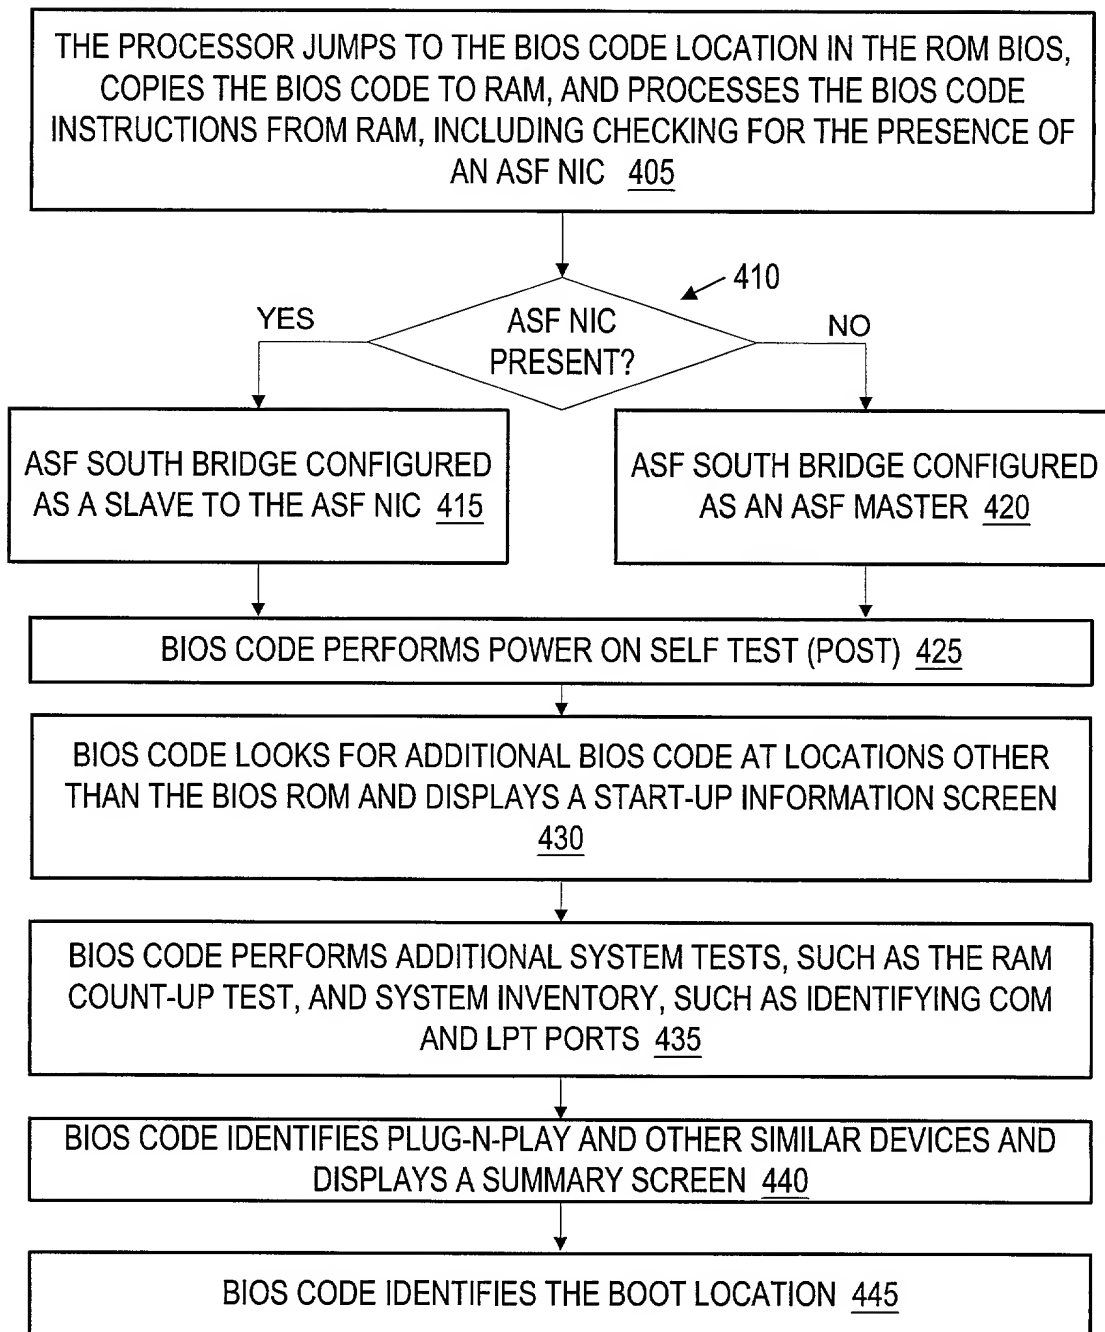 THE PROCESSOR JUMPS TO THE BIOS CODE LOCATION IN THE ROM BIOS,
COPIES THE BIOS CODE TO RAM, AND PROCESSES THE BIOS CODE
INSTRUCTIONS FROM RAM, INCLUDING CHECKING FOR THE PRESENCE OF
AN ASF NIC 405
410
YES
ASF NIC
PRESENT?
NO
ASF SOUTH BRIDGE CONFIGURED
AS A SLAVE TO THE ASF NIC 415
ASF SOUTH BRIDGE CONFIGURED
AS AN ASF MASTER 420
BIOS CODE PERFORMS POWER ON SELF TEST (POST) 425
BIOS CODE LOOKS FOR ADDITIONAL BIOS CODE AT LOCATIONS OTHER
THAN THE BIOS ROM AND DISPLAYS A START-UP INFORMATION SCREEN
430
BIOS CODE PERFORMS ADDITIONAL SYSTEM TESTS, SUCH AS THE RAM
COUNT-UP TEST, AND SYSTEM INVENTORY, SUCH AS IDENTIFYING COM
AND LPT PORTS 435
BIOS CODE IDENTIFIES PLUG-N-PLAY AND OTHER SIMILAR DEVICES AND
DISPLAYS A SUMMARY SCREEN 440
BIOS CODE IDENTIFIES THE BOOT LOCATION 445